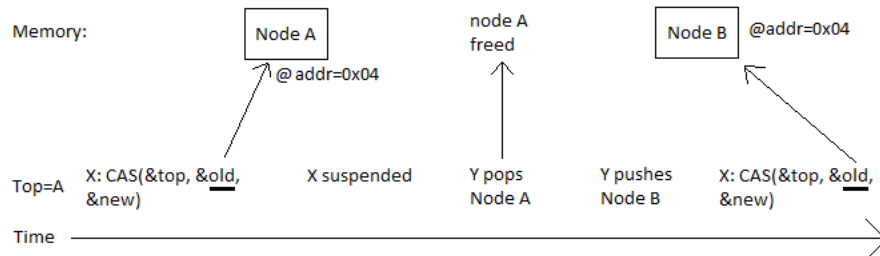 Memory:
Node A
@ addr=0x04
node A
freed
Node B
@addr=0x04
Top=A
X: CAS(&top, &old,
&new)
X suspended
Y pops
Node A
Y pushes
Node B
X: CAS(&top, &old,
&new)
Time